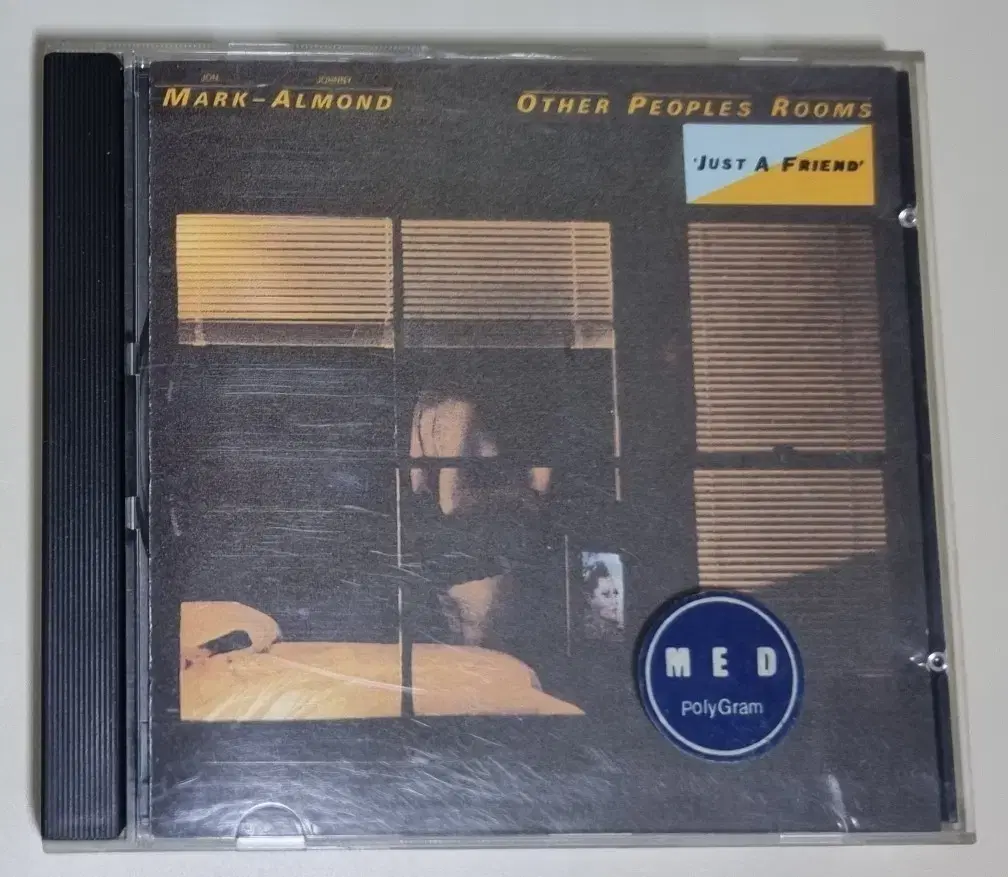 JON JOHNNY
MARK-ALMOND
OTHER PEOPLES ROOMS
'JUST A FRIEND'
MED
PolyGram